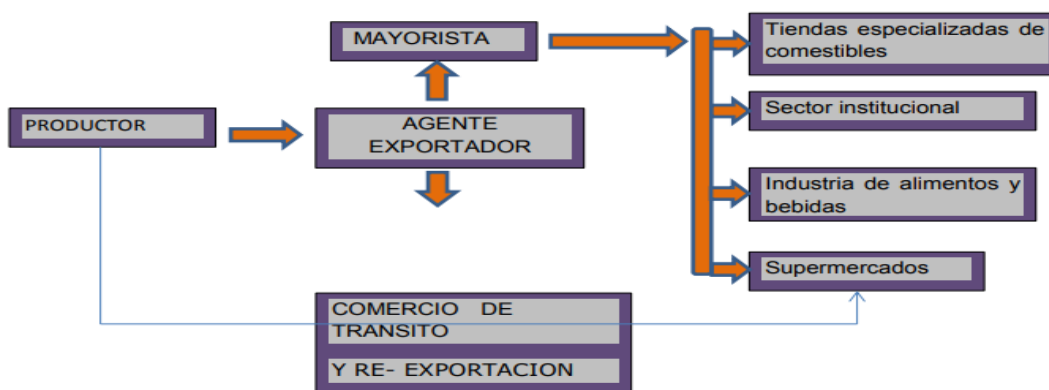 MAYORISTA
Tiendas especializadas de
comestibles
PRODUCTOR
AGENTE
EXPORTADOR
Sector institucional
Industria de alimentos y
bebidas
Supermercados
COMERCIO DE
TRANSITO
Y RE- EXPORTACION